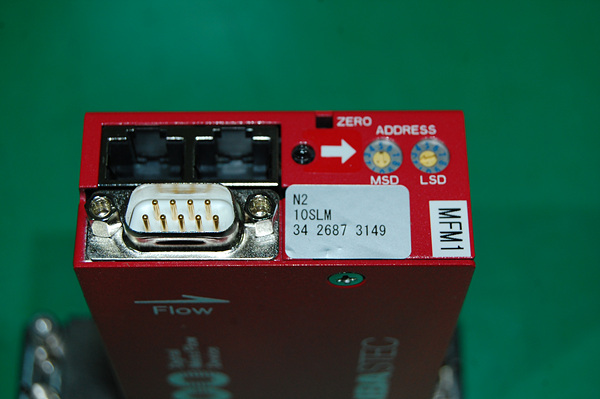 ZERO
ADDRESS
MSD LSD
N2
10SLM
34 2687 3149
MFM1
Flow